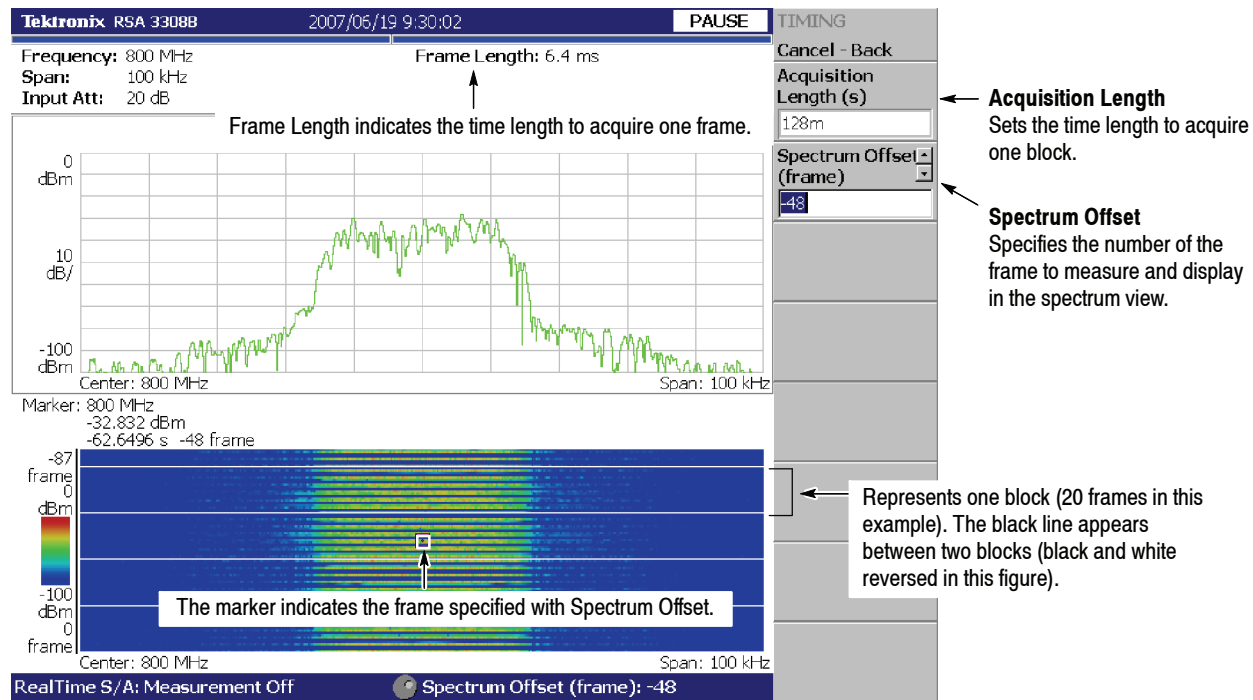 Tektronix RSA 3308B 2007/06/19 9:30:02 PAUSE TIMING
Frequency: 800 MHz Frame Length: 6.4 ms Cancel - Back
Span: 100 kHz
Input Att: 20 dB
Acquisition
Length (s)
128m
Acquisition Length
Sets the time length to acquire
one block.
Frame Length indicates the time length to acquire one frame.
Spectrum Offset
(frame)
-48
Spectrum Offset
Specifies the number of the
frame to measure and display
in the spectrum view.
0
dBm
10
dB/
-100
dBm
Center: 800 MHz Span: 100 kHz
Marker: 800 MHz
-32.832 dBm
-62.6496 s -48 frame
-87
frame
0
dBm
-100
dBm
0
frame
Represents one block (20 frames in this
example). The black line appears
between two blocks (black and white
reversed in this figure).
The marker indicates the frame specified with Spectrum Offset.
Center: 800 MHz Span: 100 kHz
RealTime S/A: Measurement Off Spectrum Offset (frame): -48